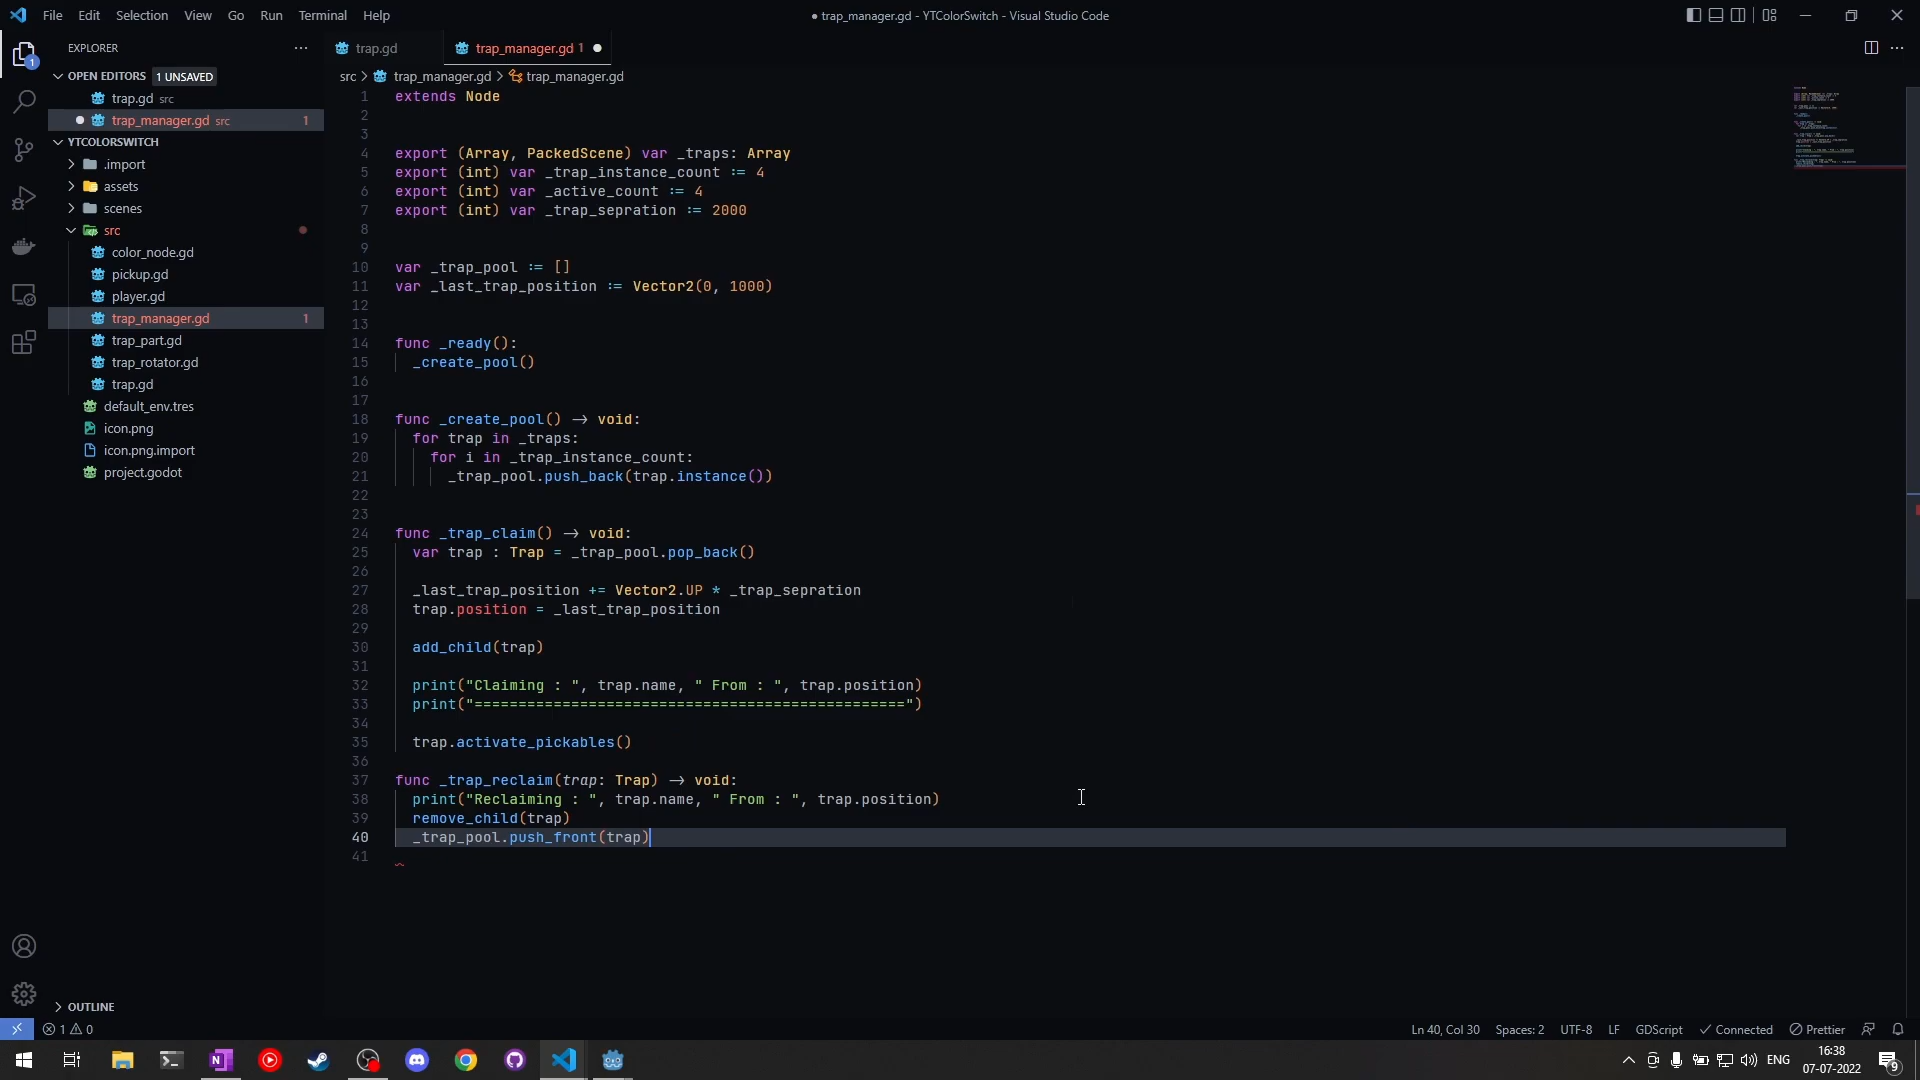 File Edit Selection View Go Run Terminal Help
● trap_manager.gd - YTColorSwitch - Visual Studio Code
EXPLORER
OPEN EDITORS 1 UNSAVED
trap.gd src
trap_manager.gd src 1
YTCOLORSWITCH
.import
assets
scenes
src
color_node.gd
pickup.gd
player.gd
trap_manager.gd 1
trap_part.gd
trap_rotator.gd
trap.gd
default_env.tres
icon.png
icon.png.import
project.godot
OUTLINE
trap.gd
trap_manager.gd 1
src > trap_manager.gd > trap_manager.gd
1 extends Node
2
3
4 export (Array, PackedScene) var _traps: Array
5 export (int) var _trap_instance_count := 4
6 export (int) var _active_count := 4
7 export (int) var _trap_sepration := 2000
8
9
10 var _trap_pool := []
11 var _last_trap_position := Vector2(0, 1000)
12
13
14 func _ready():
15 _create_pool()
16
17
18 func _create_pool() -> void:
19 for trap in _traps:
20 for i in _trap_instance_count:
21 _trap_pool.push_back(trap.instance())
22
23
24 func _trap_claim() -> void:
25 var trap : Trap = _trap_pool.pop_back()
26
27 _last_trap_position += Vector2.UP * _trap_sepration
28 trap.position = _last_trap_position
29
30 add_child(trap)
31
32 print("Claiming : ", trap.name, " From : ", trap.position)
33 print("=================================================")
34
35 trap.activate_pickables()
36
37 func _trap_reclaim(trap: Trap) -> void:
38 print("Reclaiming : ", trap.name, " From : ", trap.position)
39 remove_child(trap)
40 _trap_pool.push_front(trap)
41
1 0
Ln 40, Col 30 Spaces: 2 UTF-8 LF GDScript Connected Prettier
ENG
16:38
07-07-2022
9